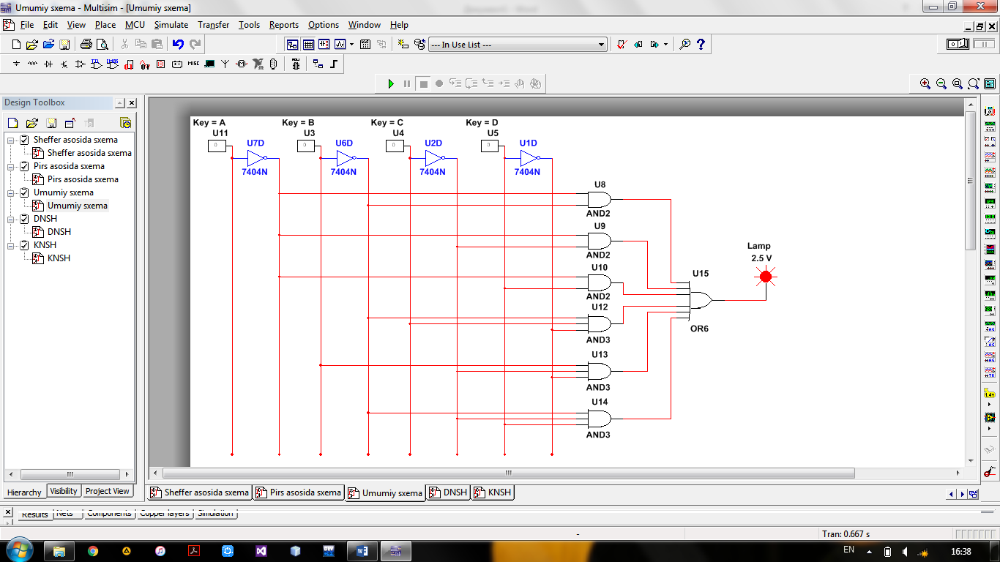 Umumiy sxema - Multisim - [Umumiy sxema]
File Edit View Place MCU Simulate Transfer Tools Reports Options Window Help
--- In Use List ---
MISC
Design Toolbox
Sheffer asosida sxema
Sheffer asosida sxema
Pirs asosida sxema
Pirs asosida sxema
Umumiy sxema
Umumiy sxema
DNSH
DNSH
KNSH
KNSH
Hierarchy Visibility Project View
Key = A Key = B Key = C Key = D
U11 U3 U4 U5
U7D U6D U2D U1D
0 0 0 0
7404N 7404N 7404N 7404N
U8
AND2
U9
AND2
U10
AND2
U12
AND3
U13
AND3
U14
AND3
U15
OR6
Lamp
2.5 V
Sheffer asosida sxema Pirs asosida sxema Umumiy sxema DNSH KNSH
Results Nets Components Copper layers Simulation
- Tran: 0.667 s
EN 16:38